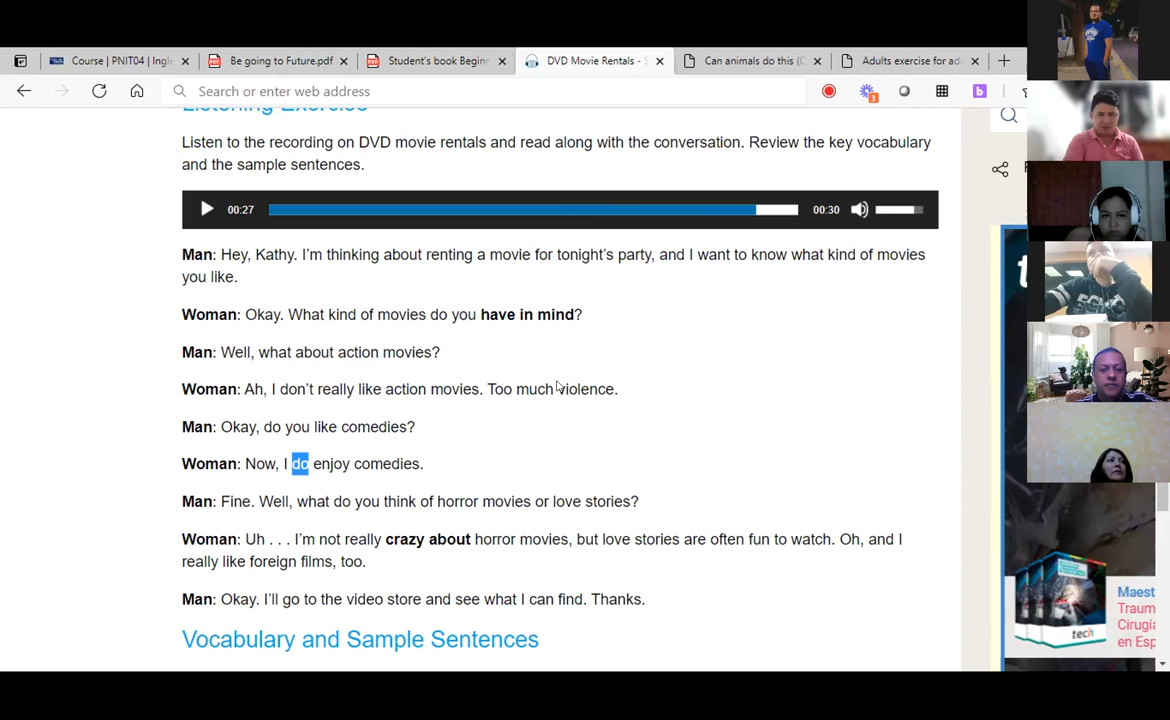 Course | PNIT04 | Ingl
Be going to Future.pdf
Student's book Beginn
DVD Movie Rentals - S
Can animals do this (C
Adults exercise for ad
Search or enter web address
3
Listening Exercise
Listen to the recording on DVD movie rentals and read along with the conversation. Review the key vocabulary
and the sample sentences.
00:27
00:30
Man: Hey, Kathy. I'm thinking about renting a movie for tonight's party, and I want to know what kind of movies
you like.
Woman: Okay. What kind of movies do you have in mind?
Man: Well, what about action movies?
Woman: Ah, I don't really like action movies. Too much violence.
Man: Okay, do you like comedies?
Woman: Now, I do enjoy comedies.
Man: Fine. Well, what do you think of horror movies or love stories?
Woman: Uh . . . I'm not really crazy about horror movies, but love stories are often fun to watch. Oh, and I
really like foreign films, too.
Man: Okay. I'll go to the video store and see what I can find. Thanks.
Vocabulary and Sample Sentences
tech
Maest
Traum
Cirugía
en Esp